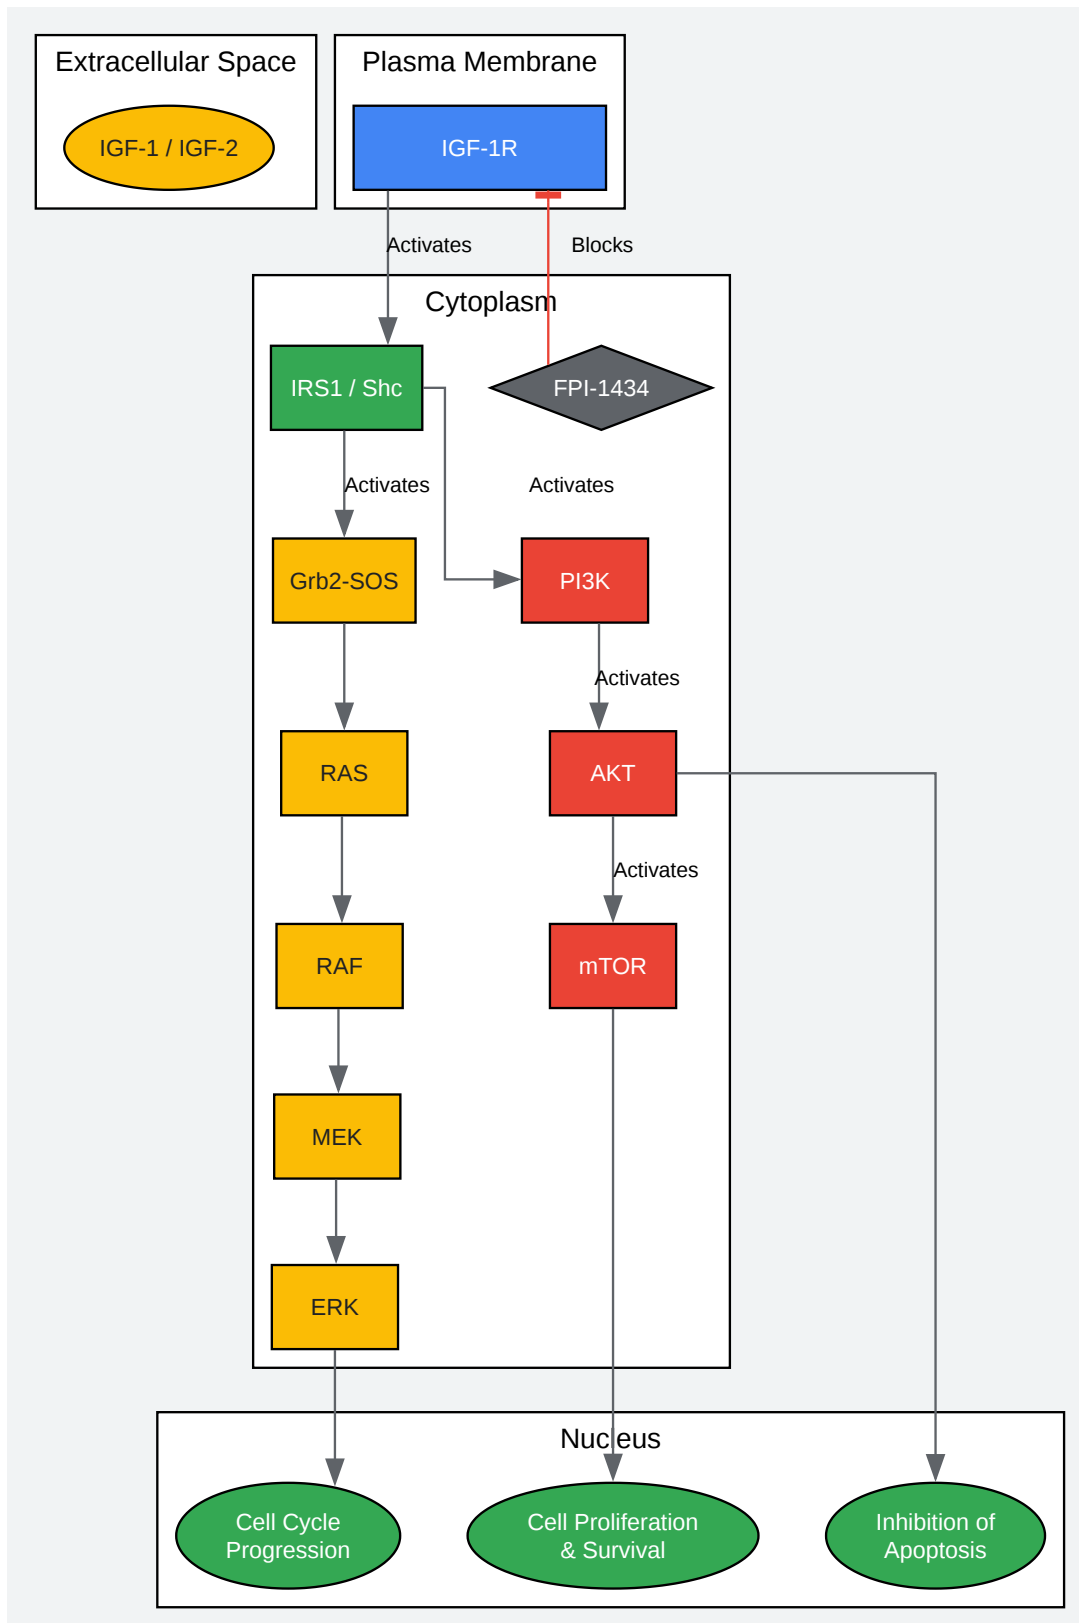 Extracellular Space
Plasma Membrane
IGF-1 / IGF-2
IGF-1R
Activates
Blocks
Cytoplasm
IRS1 / Shc
FPI-1434
Activates
Activates
Grb2-SOS
PI3K
Activates
RAS
AKT
Activates
RAF
mTOR
MEK
ERK
Nucleus
Cell Cycle
Progression
Cell Proliferation
& Survival
Inhibition of
Apoptosis